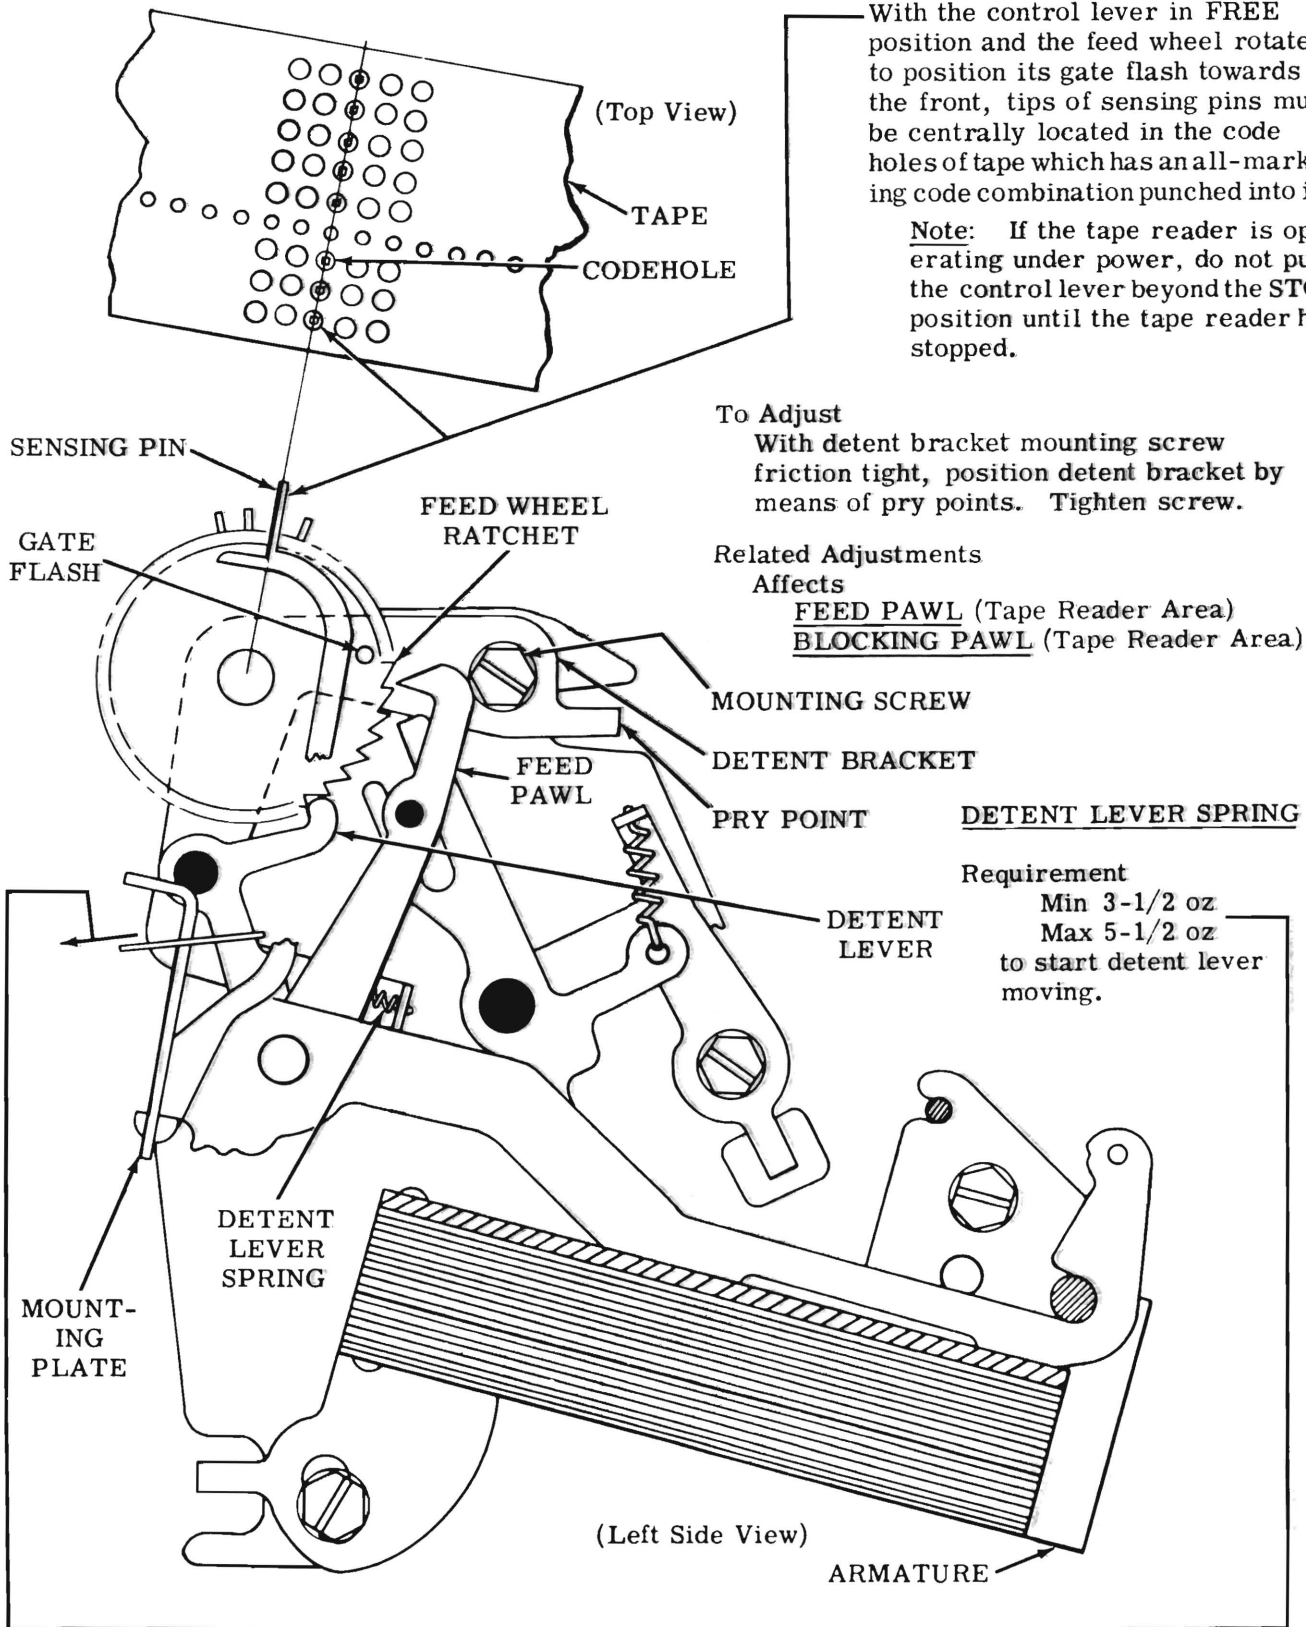 With the control lever in FREE
position and the feed wheel rotate
to position its gate flash towards
the front, tips of sensing pins mu
be centrally located in the code
holes of tape which has an all-mark
ing code combination punched into i
Note: If the tape reader is op
erating under power, do not pu
the control lever beyond the STO
position until the tape reader h
stopped.
(Top View)
TAPE
CODEHOLE
To Adjust
With detent bracket mounting screw
friction tight, position detent bracket by
means of pry points. Tighten screw.
Related Adjustments
Affects
FEED PAWL (Tape Reader Area)
BLOCKING PAWL (Tape Reader Area)
SENSING PIN
GATE
FLASH
FEED WHEEL
RATCHET
MOUNTING SCREW
DETENT BRACKET
FEED
PAWL
PRY POINT
DETENT LEVER SPRING
Requirement
Min 3-1/2 oz
Max 5-1/2 oz
to start detent lever
moving.
DETENT
LEVER
DETENT
LEVER
SPRING
MOUNT-
ING
PLATE
(Left Side View)
ARMATURE